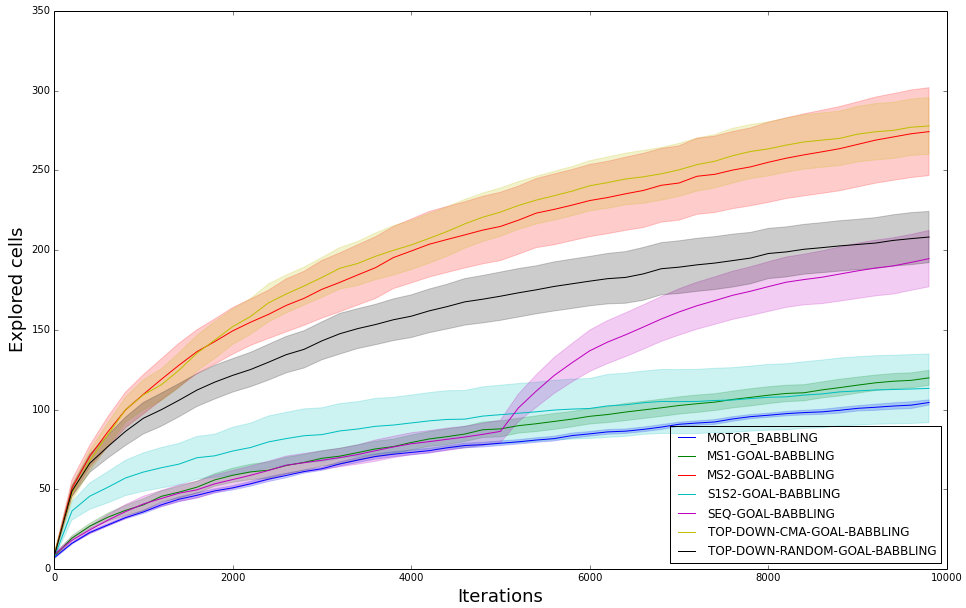 350
300
250
200
150
100
50
0
Explored cells
MOTOR_BABBLING
MS1-GOAL-BABBLING
MS2-GOAL-BABBLING
S1S2-GOAL-BABBLING
SEQ-GOAL-BABBLING
TOP-DOWN-CMA-GOAL-BABBLING
TOP-DOWN-RANDOM-GOAL-BABBLING
0 2000 4000 6000 8000 10000
Iterations